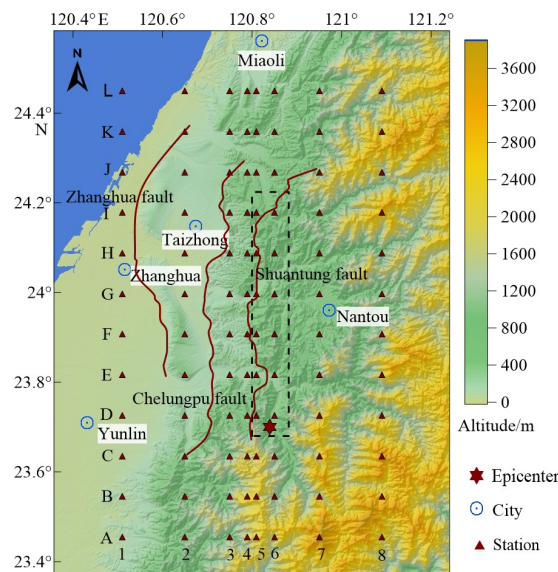 120.4° E 120.6° 120.8° 121° 121.2°
N
Miaoli
24.4°
N
L
K
J
Zhanghua fault
24.2°
I
Taizhong
H
Zhanghua
Shuantung fault
24°
G
Nantou
F
23.8°
E
Chelungpu fault
D
Yunlin
C
23.6°
B
A
23.4°
1 2 3 4 5 6 7 8
3600
3200
2800
2400
2000
1600
1200
800
400
0
Altitude/m
Epicenter
City
Station